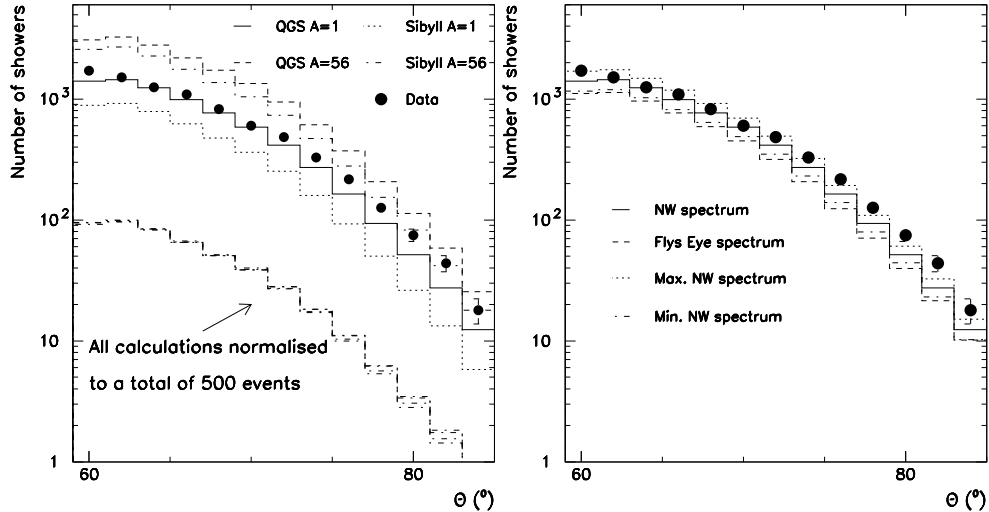 Number of showers
QGS A=1
Sibyll A=1
QGS A=56
Sibyll A=56
Data
10³
10²
10
1
60
80
Θ (⁰)
All calculations normalised
to a total of 500 events
Number of showers
10³
10²
10
1
NW spectrum
Flys Eye spectrum
Max. NW spectrum
Min. NW spectrum
60
80
Θ (⁰)